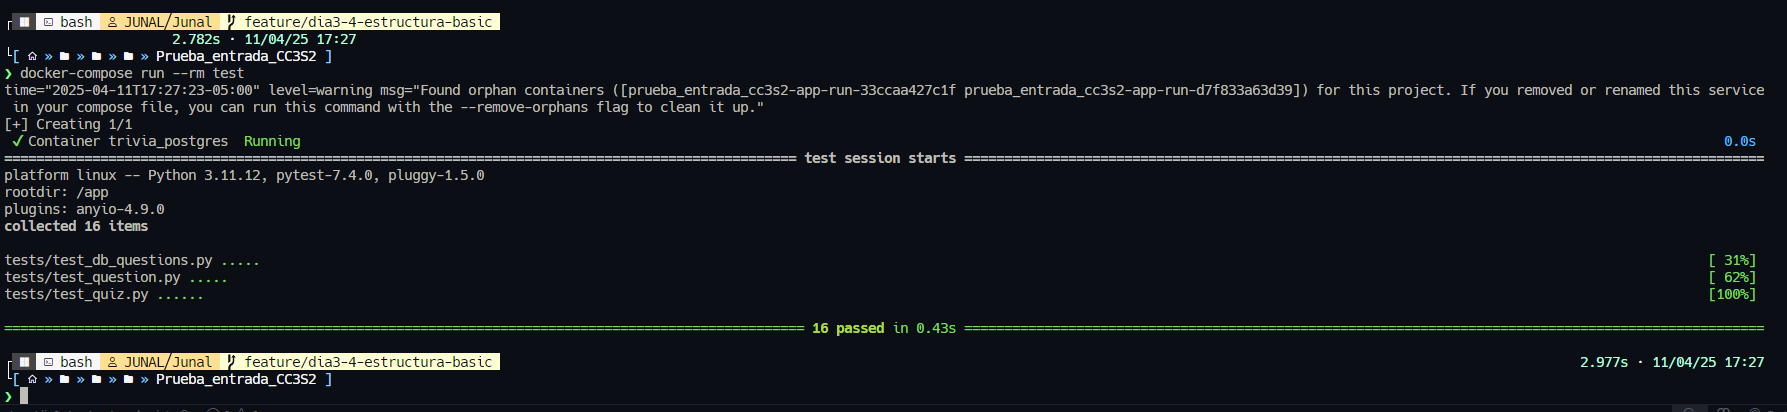 bash JUNAL/Junal feature/dia3-4-estructura-basic
2.782s · 11/04/25 17:27
[ » » » » Prueba_entrada_CC3S2 ]
❯ docker-compose run --rm test
time="2025-04-11T17:27:23-05:00" level=warning msg="Found orphan containers ([prueba_entrada_cc3s2-app-run-33ccaa427c1f prueba_entrada_cc3s2-app-run-d7f833a63d39]) for this project. If you removed or renamed this service
in your compose file, you can run this command with the --remove-orphans flag to clean it up."
[+] Creating 1/1
✔ Container trivia_postgres Running 0.0s
test session starts
platform linux -- Python 3.11.12, pytest-7.4.0, pluggy-1.5.0
rootdir: /app
plugins: anyio-4.9.0
collected 16 items
tests/test_db_questions.py ..... [ 31%]
tests/test_question.py ..... [ 62%]
tests/test_quiz.py ...... [100%]
16 passed in 0.43s
bash JUNAL/Junal feature/dia3-4-estructura-basic 2.977s · 11/04/25 17:27
[ » » » » Prueba_entrada_CC3S2 ]
❯